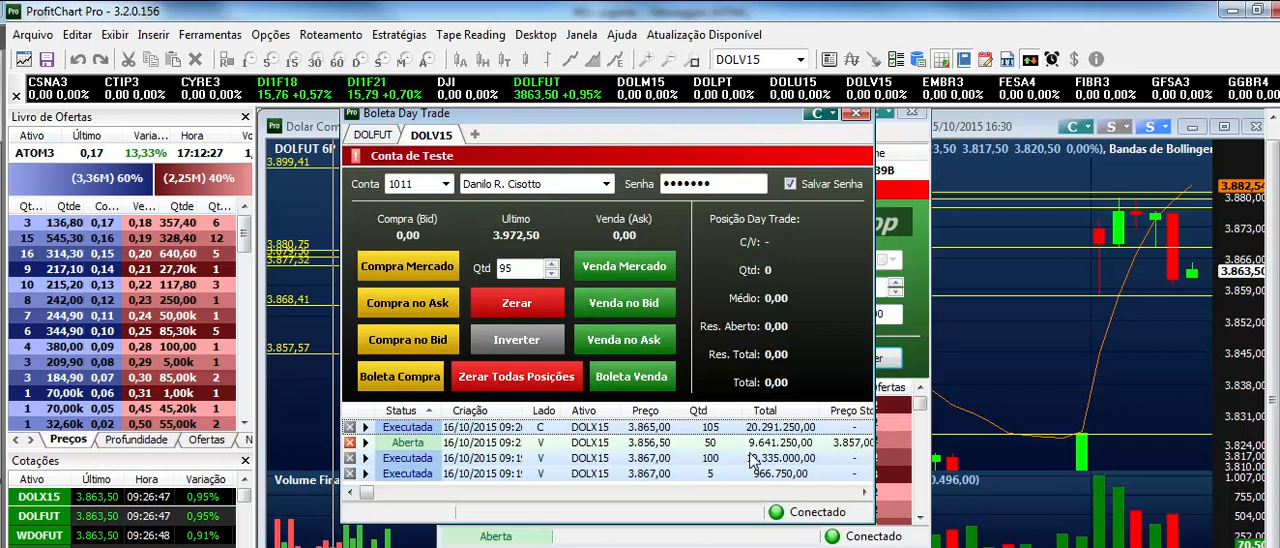 ProfitChart Pro - 3.2.0.156
Arquivo Editar Exibir Inserir Ferramentas Opções Roteamento Estratégias Tape Reading Desktop Janela Ajuda Atualização Disponível
DOLV15
CSNA3 CTIP3 CYRE3 DI1F18 DI1F21 DJI DOLFUT DOLM15 DOLPT DOLU15 DOLV15 EMBR3 FESA4 FIBR3 GFSA3 GGBR4
0,00 0,00% 0,00 0,00% 0,00 0,00% 15,76 +0,57% 15,79 +0,70% 0,00 0,00% 3863,50 +0,95% 0,00 0,00% 0,00 0,00% 0,00 0,00% 0,00 0,00% 0,00 0,00% 0,00 0,00% 0,00 0,00% 0,00 0,00% 0,00 0,00%
Livro de Ofertas
Ativo Último Varia... Hora
ATOM3 0,17 13,33% 17:12:27
(3,36M) 60% (2,25M) 40%
Qt... Qtde Co... Ve... Qtde Qt...
3 136,80 0,17 0,18 357,40 6
15 545,30 0,16 0,19 328,40 12
16 314,30 0,15 0,20 640,60 5
9 217,10 0,14 0,21 27,70k 1
10 215,20 0,13 0,22 117,80 3
8 242,00 0,12 0,23 250,00 1
7 244,90 0,11 0,24 100,00 1
6 344,90 0,10 0,25 85,30k 5
4 380,00 0,09 0,28 100,00 1
3 209,90 0,08 0,29 5,00k 1
3 184,90 0,07 0,30 85,00k 2
1 70,00k 0,06 0,31 1,00k 1
1 70,00k 0,05 0,45 45,20k 2
1 70,00k 0,04 0,51 32,60k 2
Preços Profundidade Ofertas N
Cotações
Ativo Último Hora Variação
DOLX15 3.863,50 09:26:47 0,95%
DOLFUT 3.863,50 09:26:47 0,95%
WDOFUT 3.863,50 09:26:48 0,91%
Dolar Com
DOLFUT 6P
3.899,41
3.880,75
3.877,32
3.868,41
3.857,57
Volume Finan
Boleta Day Trade
DOLFUT DOLV15
Conta de Teste
Conta 1011 Danilo R. Cisotto Senha ●●●●●●● Salvar Senha
Compra (Bid) Ultimo Venda (Ask)
0,00 3.972,50 0,00
Compra Mercado Qtd 95 Venda Mercado
Compra no Ask Zerar Venda no Bid
Compra no Bid Inverter Venda no Ask
Boleta Compra Zerar Todas Posições Boleta Venda
Posição Day Trade:
C/V: -
Qtd: 0
Médio: 0,00
Res. Aberto: 0,00
Res. Total: 0,00
Total: 0,00
Status Criação Lado Ativo Preço Qtd Total Preço Sto
Executada 16/10/2015 09:2 C DOLX15 3.865,00 105 20.291.250,00 -
Aberta 16/10/2015 09:2 V DOLX15 3.856,50 50 9.641.250,00 3.857,00
Executada 16/10/2015 09:1 V DOLX15 3.867,00 100 .335.000,00 -
Executada 16/10/2015 09:1 V DOLX15 3.867,00 5 966.750,00 -
Conectado
Aberta Conectado
39B
fertas
5/10/2015 16:30
3,50 3.817,50 3.820,50 0,00%), Bandas de Bollinger
3.882,54
3.880,00
3.873,00
3.866,00
3.863,50
3.859,00
3.852,00
3.845,00
3.838,00
3.831,00
3.824,00
0.496,00)
70,50